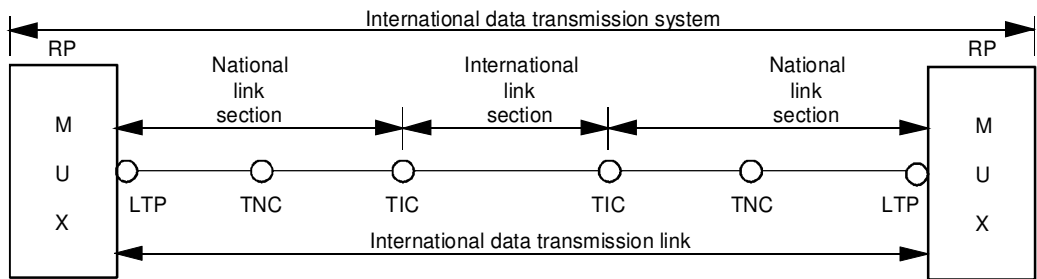 International data transmission system
RP
RP
National
link
section
International
link
section
National
link
section
M
U
X
M
U
X
LTP
TNC
TIC
TIC
TNC
LTP
International data transmission link